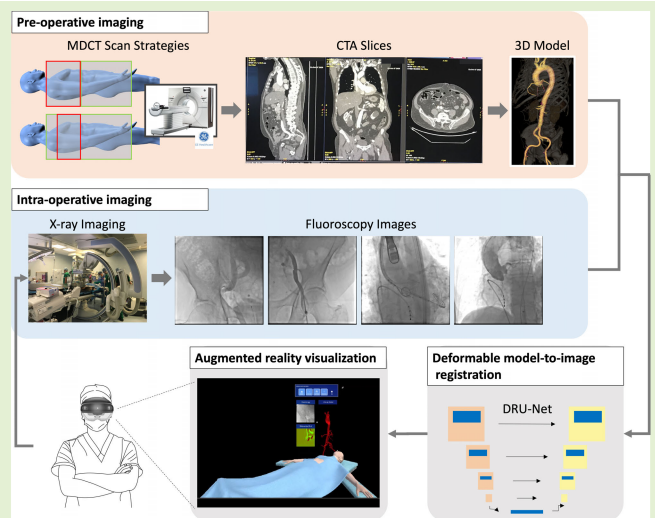 Pre-operative imaging
MDCT Scan Strategies
CTA Slices
3D Model
Intra-operative imaging
X-ray Imaging
Fluoroscopy Images
Augmented reality visualization
Deformable model-to-image
registration
DRU-Net